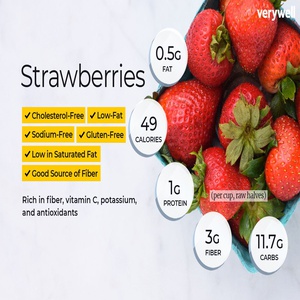 verywell
Strawberries
Cholesterol-Free
Low-Fat
Sodium-Free
Gluten-Free
Low in Saturated Fat
Good Source of Fiber
Rich in fiber, vitamin C, potassium,
and antioxidants
0.5G
FAT
49
CALORIES
1G
PROTEIN
(per cup, raw halves)
3G
FIBER
11.7G
CARBS